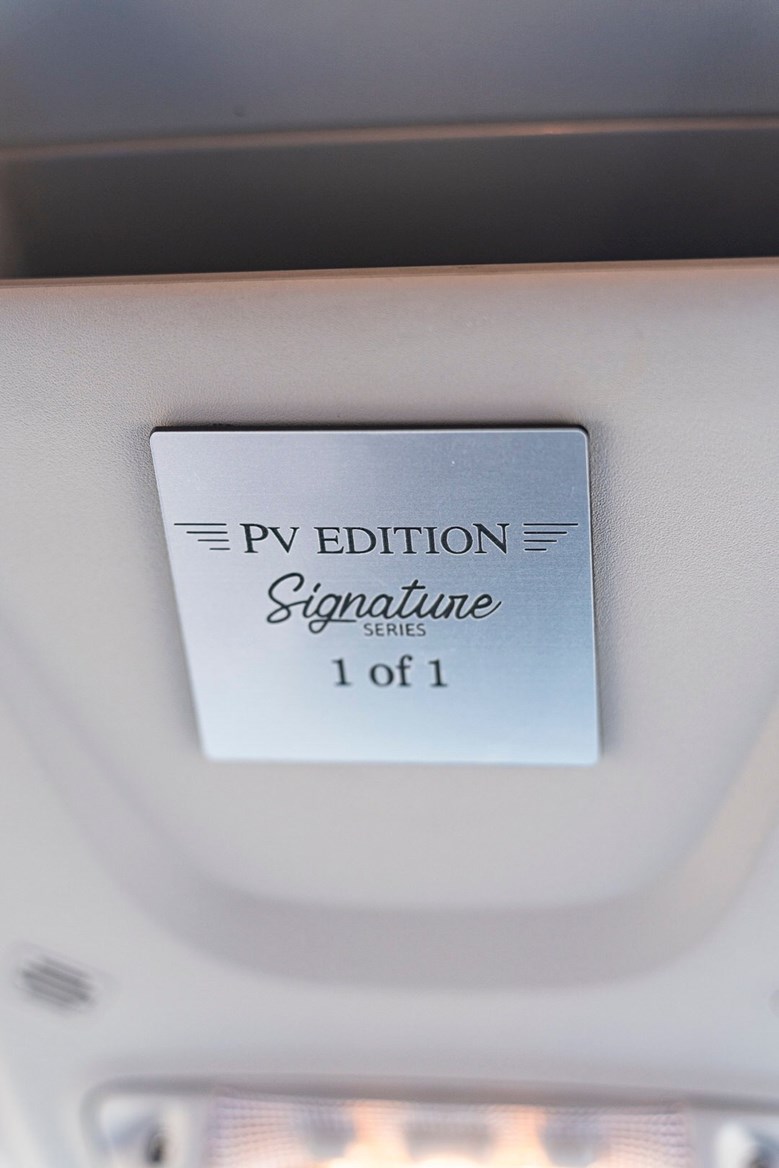 PV EDITION
Signature
SERIES
1 of 1